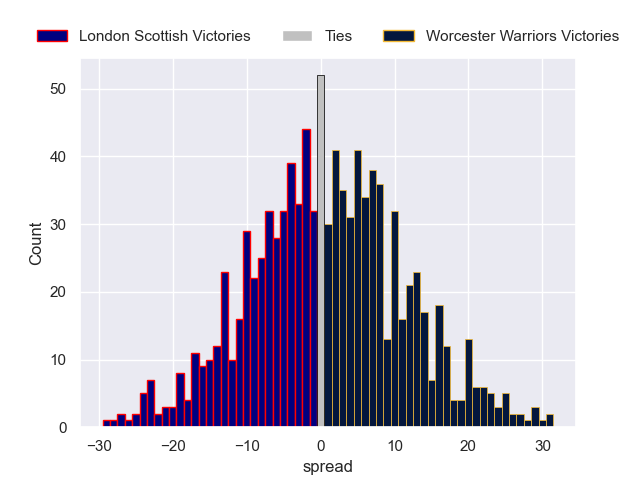 London Scottish Victories Ties Worcester Warriors Victories
50
40
30
20
10
0
Count
−30 −20 −10 0 10 20 30
spread